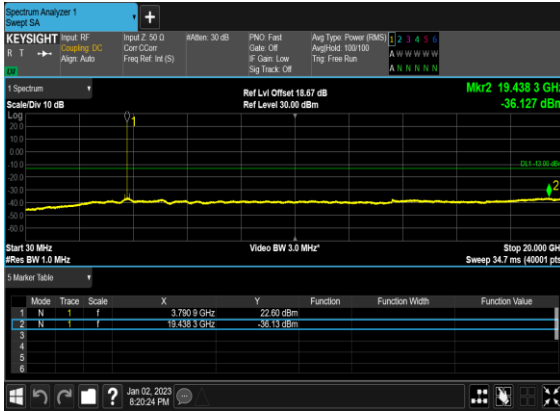 Spectrum Analyzer 1
Swept SA
+
KEYSIGHT Input: RF Input Z: 50 Ω #Atten: 30 dB PNO: Fast Avg Type: Power (RMS) 1 2 3 4 5 6
R T Coupling: DC Corr CCorr Gate: Off Avg|Hold: 100/100 A W W W W W
Align: Auto Freq Ref: Int (S) IF Gain: Low Trig: Free Run
Sig Track: Off A N N N N N
1 Spectrum Ref Lvl Offset 18.67 dB Mkr2 19.438 3 GHz
Scale/Div 10 dB Ref Level 30.00 dBm -36.127 dBm
Log
20.0
10.0
0.00
-10.0
-20.0
-30.0
-40.0
-50.0
-60.0
1
DL1 -13.00 dBm
2
Start 30 MHz Video BW 3.0 MHz* Stop 20.000 GHz
#Res BW 1.0 MHz Sweep 34.7 ms (40001 pts)
5 Marker Table
Mode Trace Scale X Y Function Function Width Function Value
1 N 1 f 3.790 9 GHz 22.60 dBm
2 N 1 f 19.438 3 GHz -36.13 dBm
3
4
5
6
? Jan 02, 2023
8:20:24 PM